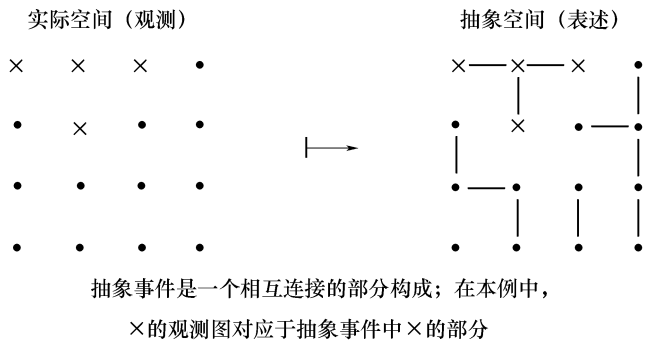 实际空间（观测）
抽象空间（表述）
抽象事件是一个相互连接的部分构成；在本例中，
×的观测图对应于抽象事件中×的部分